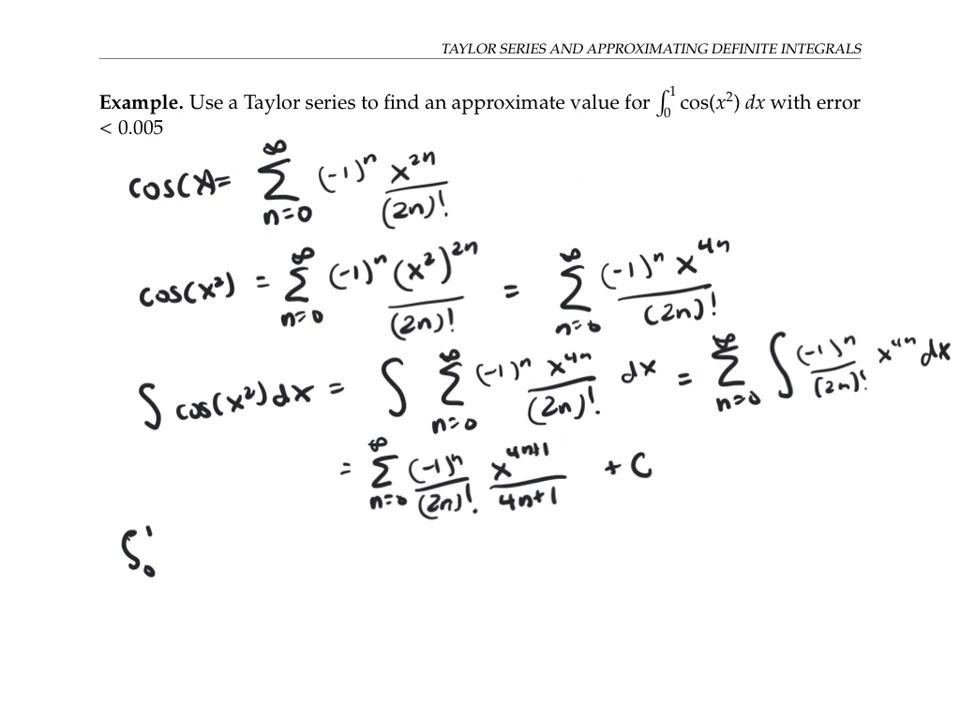 TAYLOR SERIES AND APPROXIMATING DEFINITE INTEGRALS
Example. Use a Taylor series to find an approximate value for ∫₀¹ cos(x²) dx with error
< 0.005
cos(x) = ∑_{n=0}^{∞} (-1)^n x^{2n}/(2n)!
cos(x²) = ∑_{n=0}^{∞} (-1)^n (x²)^{2n}/(2n)! = ∑_{n=0}^{∞} (-1)^n x^{4n}/(2n)!
∫ cos(x²) dx = ∫ ∑_{n=0}^{∞} (-1)^n x^{4n}/(2n)! dx = ∑_{n=0}^{∞} ∫ (-1)^n/(2n)! x^{4n} dx
= ∑_{n=0}^{∞} (-1)^n/(2n)! x^{4n+1}/(4n+1) + C
∫₀¹